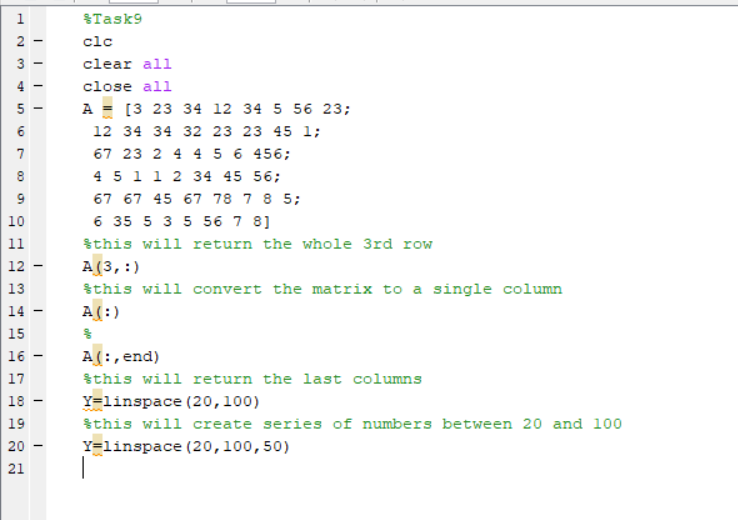 1 %Task9
2 – clc
3 – clear all
4 – close all
5 – A = [3 23 34 12 34 5 56 23;
6 12 34 34 32 23 23 45 1;
7 67 23 2 4 4 5 6 456;
8 4 5 1 1 2 34 45 56;
9 67 67 45 67 78 7 8 5;
10 6 35 5 3 5 56 7 8]
11 %this will return the whole 3rd row
12 – A(3,:)
13 %this will convert the matrix to a single column
14 – A(:)
15 %
16 – A(:,end)
17 %this will return the last columns
18 – Y=linspace(20,100)
19 %this will create series of numbers between 20 and 100
20 – Y=linspace(20,100,50)
21